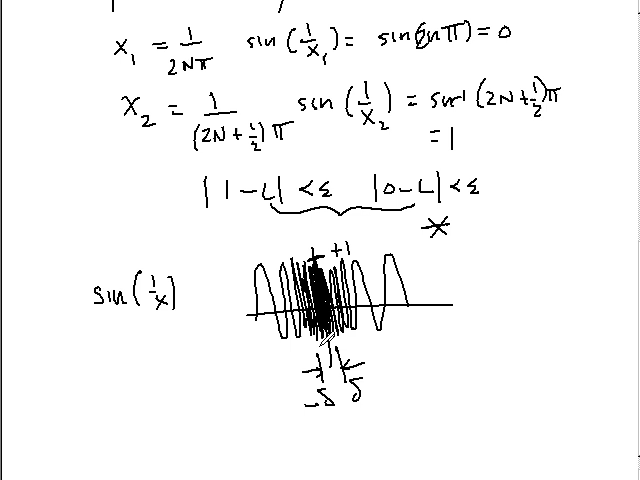 x₁ = 1/(2Nπ) sin(1/x₁) = sin(2nπ) = 0
x₂ = 1/((2N+½)π) sin(1/x₂) = sin(2N+½)π
= 1
|1-L| < ε |0-L| < ε
+1
sin(1/x)
-δ δ